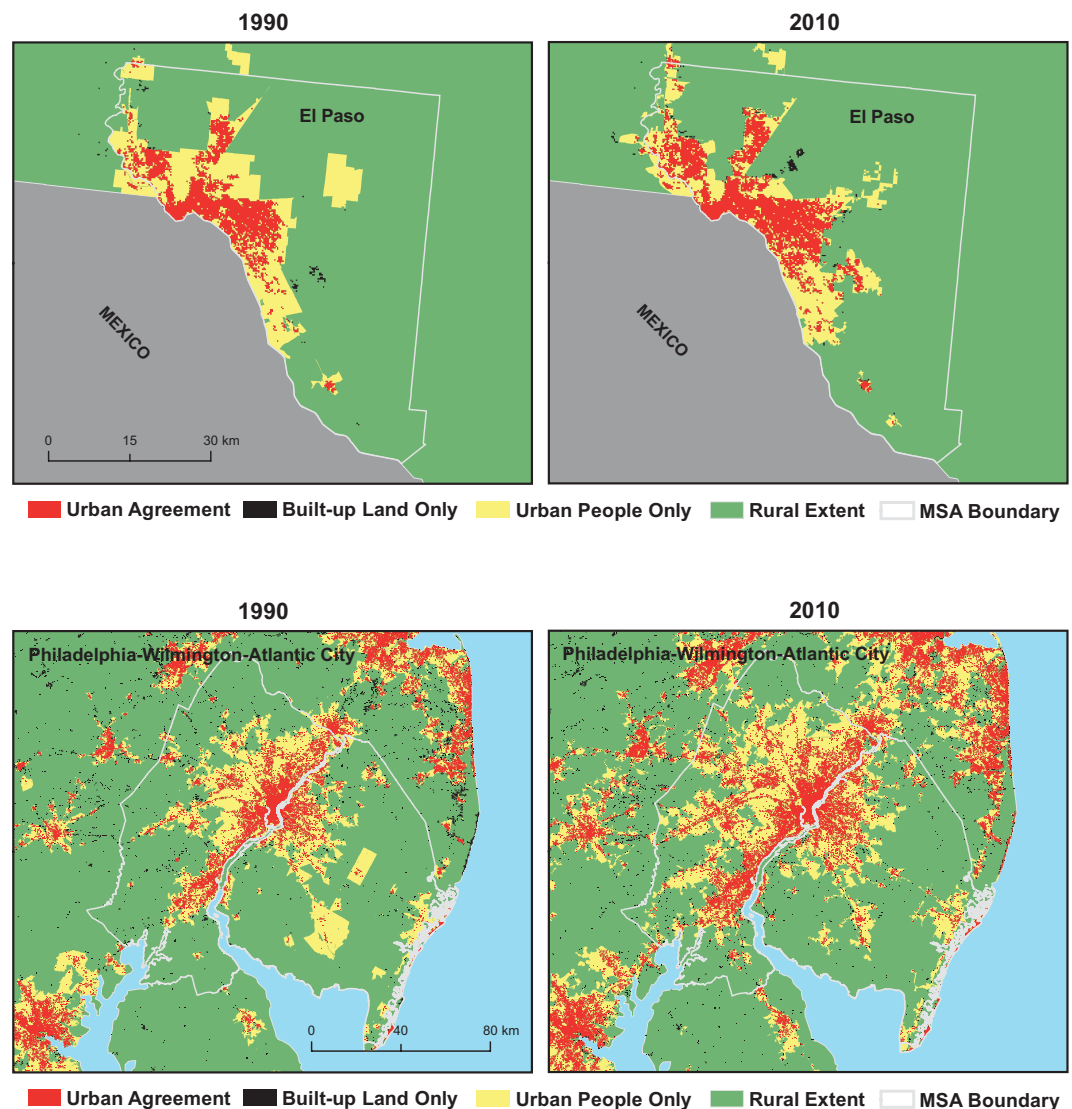 1990
2010
El Paso
El Paso
MEXICO
MEXICO
0 15 30 km
Urban Agreement Built-up Land Only Urban People Only Rural Extent MSA Boundary
1990
2010
Philadelphia-Wilmington-Atlantic City
Philadelphia-Wilmington-Atlantic City
0 40 80 km
Urban Agreement Built-up Land Only Urban People Only Rural Extent MSA Boundary